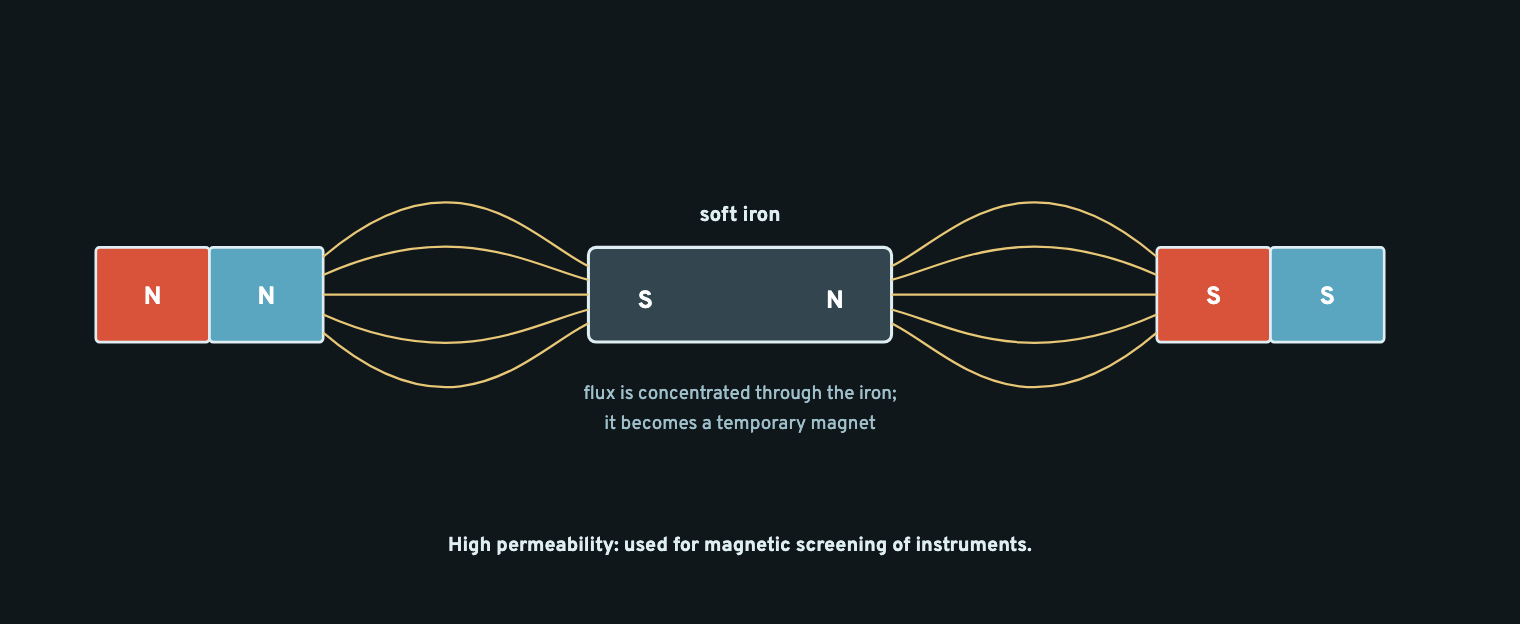 soft iron
N N S N S S
flux is concentrated through the iron;
it becomes a temporary magnet
High permeability: used for magnetic screening of instruments.